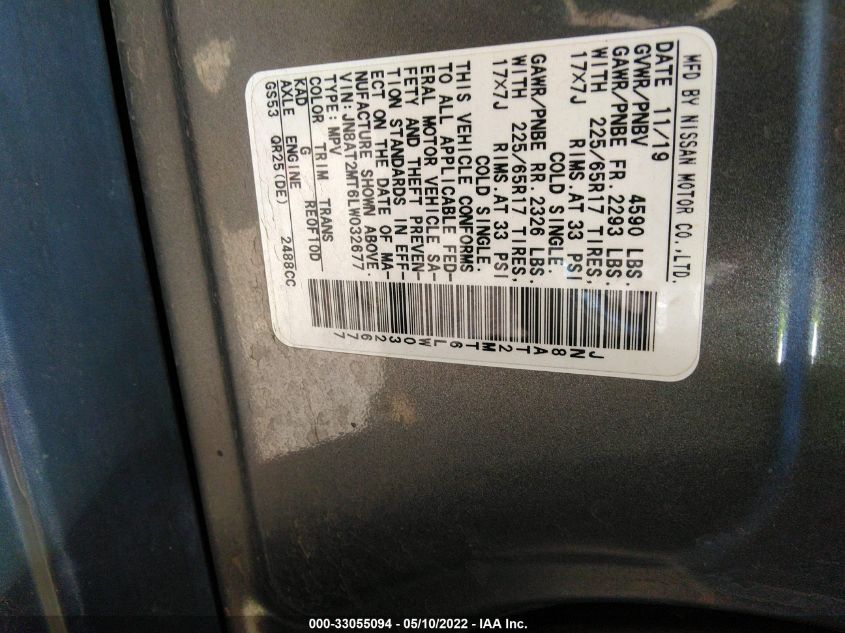 MFD BY NISSAN MOTOR CO.,LTD.
DATE 11/19
GVWR/PNBV 4590 LBS.
GAWR/PNBE FR. 2293 LBS.
WITH 225/65R17 TIRES,
17X7J RIMS.AT 33 PSI
COLD SINGLE.
GAWR/PNBE RR. 2326 LBS.
WITH 225/65R17 TIRES,
17X7J RIMS.AT 33 PSI
COLD SINGLE.
THIS VEHICLE CONFORMS
TO ALL APPLICABLE FED-
ERAL MOTOR VEHICLE SA-
FETY AND THEFT PREVEN-
TION STANDARDS IN EFF-
ECT ON THE DATE OF MA-
NUFACTURE SHOWN ABOVE.
VIN:JN8AT2MT6LW032677
TYPE:MPV
COLOR TRIM TRANS
KAD G RE0F10D
AXLE ENGINE
GS53 QR25(DE) 2488CC
JN8AT2MT6LW032677
000-33055094 - 05/10/2022 - IAA Inc.